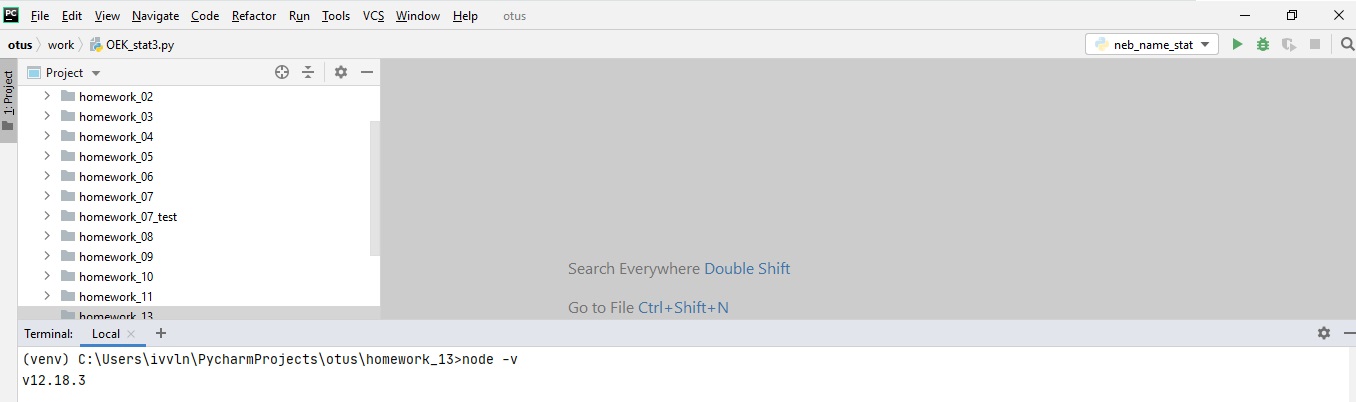 PC File Edit View Navigate Code Refactor Run Tools VCS Window Help otus
otus work OEK_stat3.py neb_name_stat
1: Project
Project
homework_02
homework_03
homework_04
homework_05
homework_06
homework_07
homework_07_test
homework_08
homework_09
homework_10
homework_11
homework_13
Search Everywhere Double Shift
Go to File Ctrl+Shift+N
Terminal: Local
(venv) C:\Users\ivvln\PycharmProjects\otus\homework_13>node -v
v12.18.3